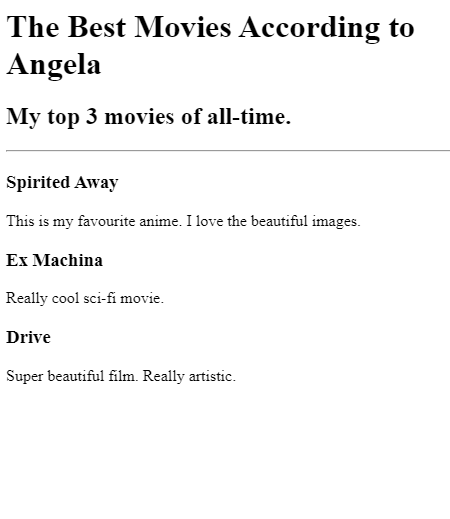 The Best Movies According to
Angela
My top 3 movies of all-time.
Spirited Away
This is my favourite anime. I love the beautiful images.
Ex Machina
Really cool sci-fi movie.
Drive
Super beautiful film. Really artistic.